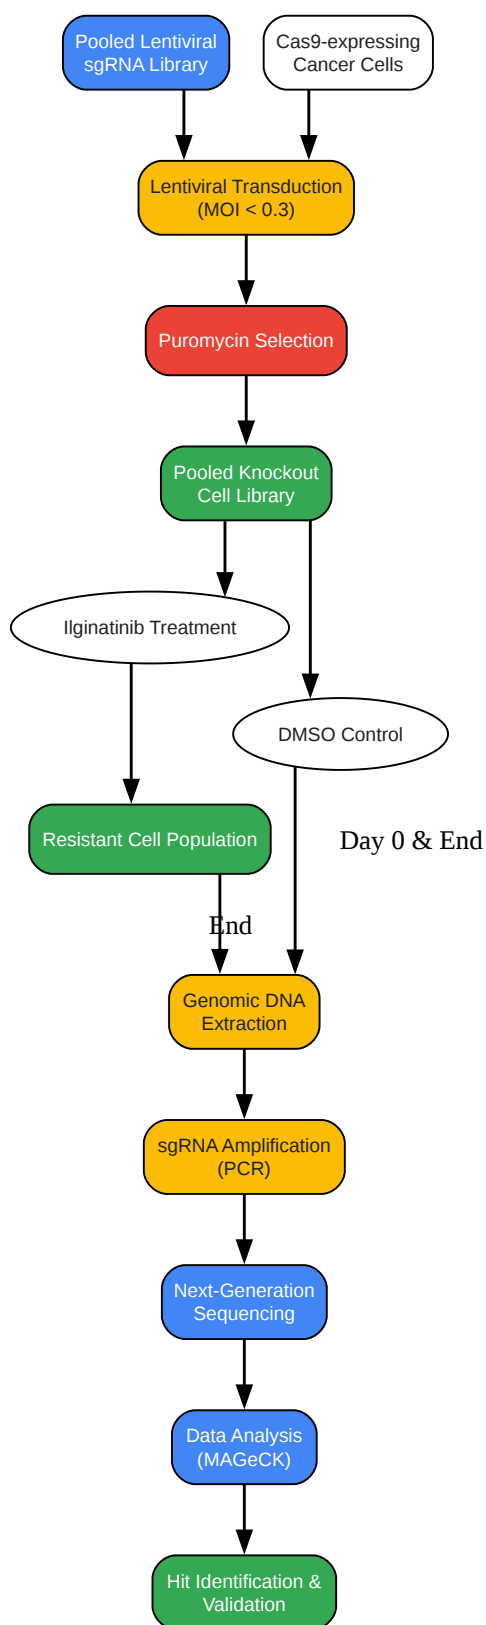 Pooled Lentiviral
sgRNA Library
Cas9-expressing
Cancer Cells
Lentiviral Transduction
(MOI < 0.3)
Puromycin Selection
Pooled Knockout
Cell Library
Ilginatinib Treatment
DMSO Control
Resistant Cell Population
Day 0 & End
End
Genomic DNA
Extraction
sgRNA Amplification
(PCR)
Next-Generation
Sequencing
Data Analysis
(MAGeCK)
Hit Identification &
Validation